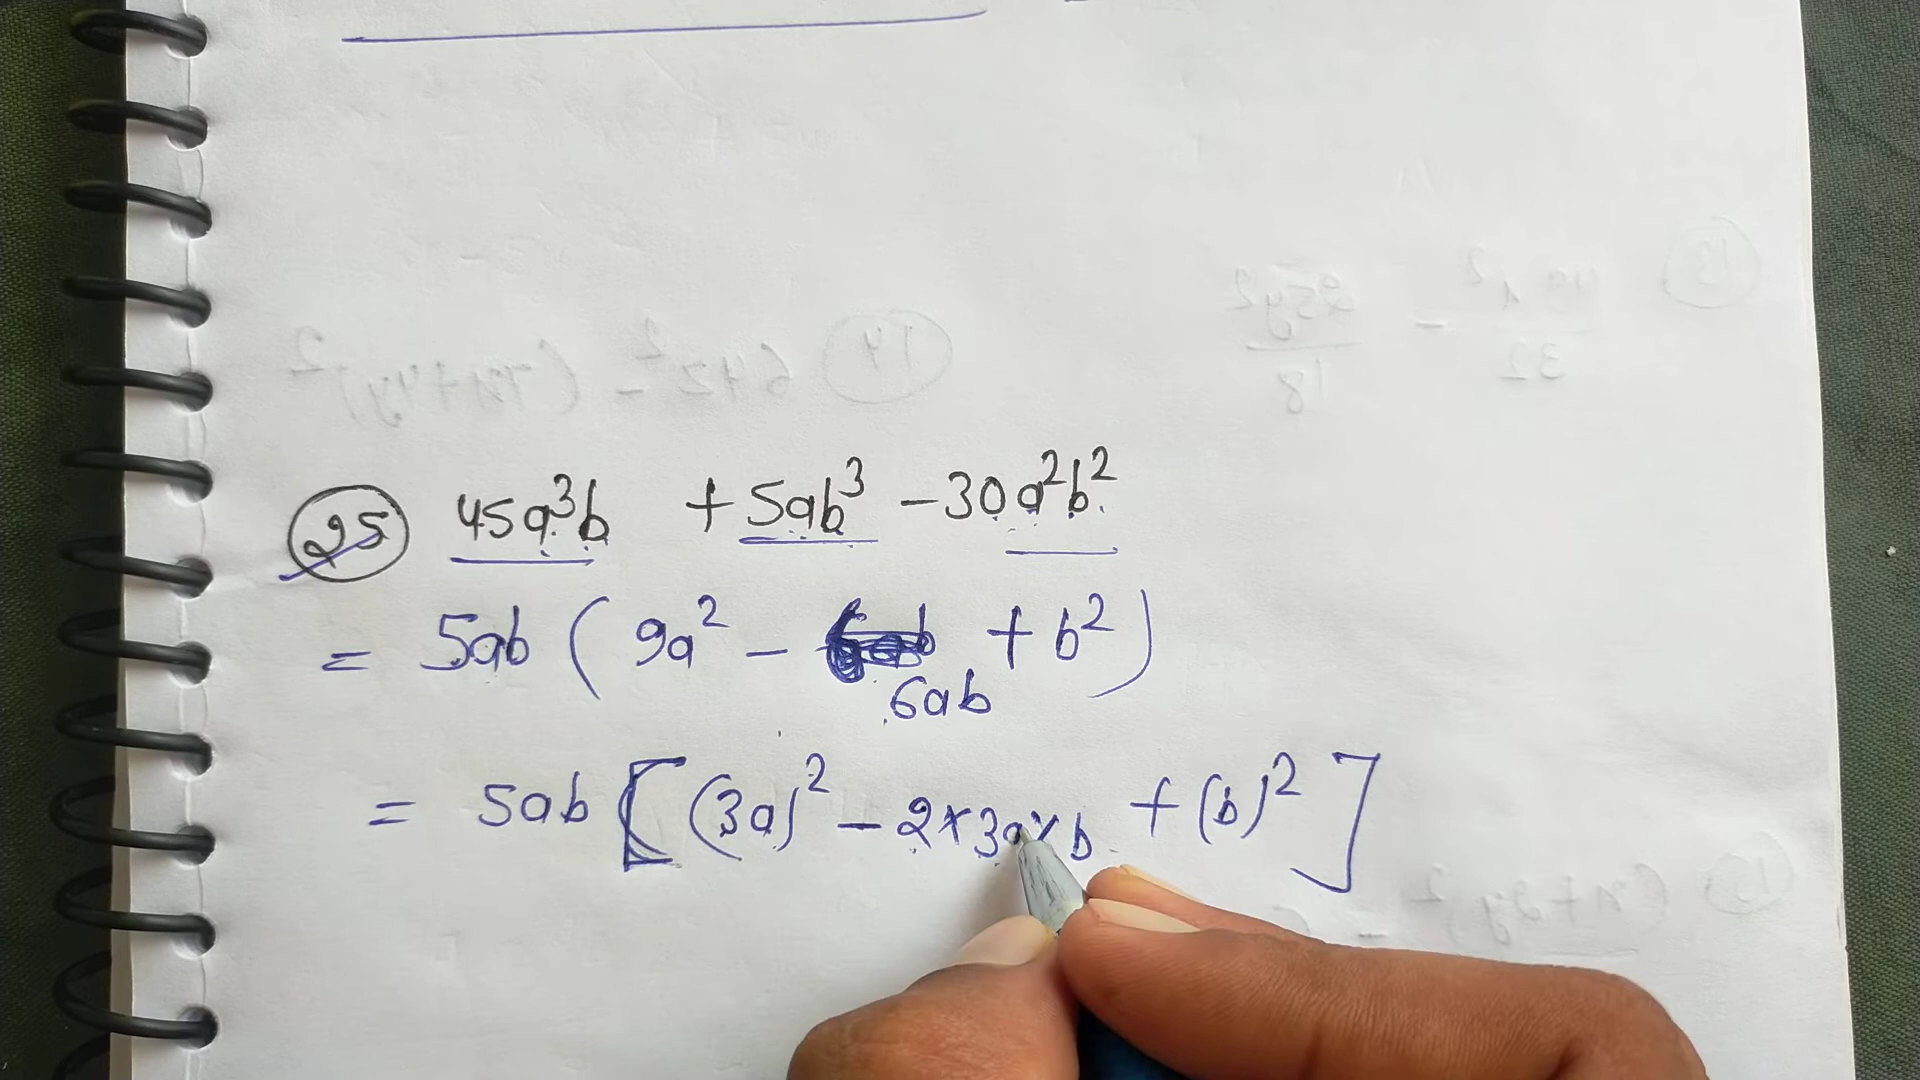 25 45a³b + 5ab³ - 30a²b²
= 5ab ( 9a² - 6ab + b² )
= 5ab [ (3a)² - 2×3a×b + (b)² ]